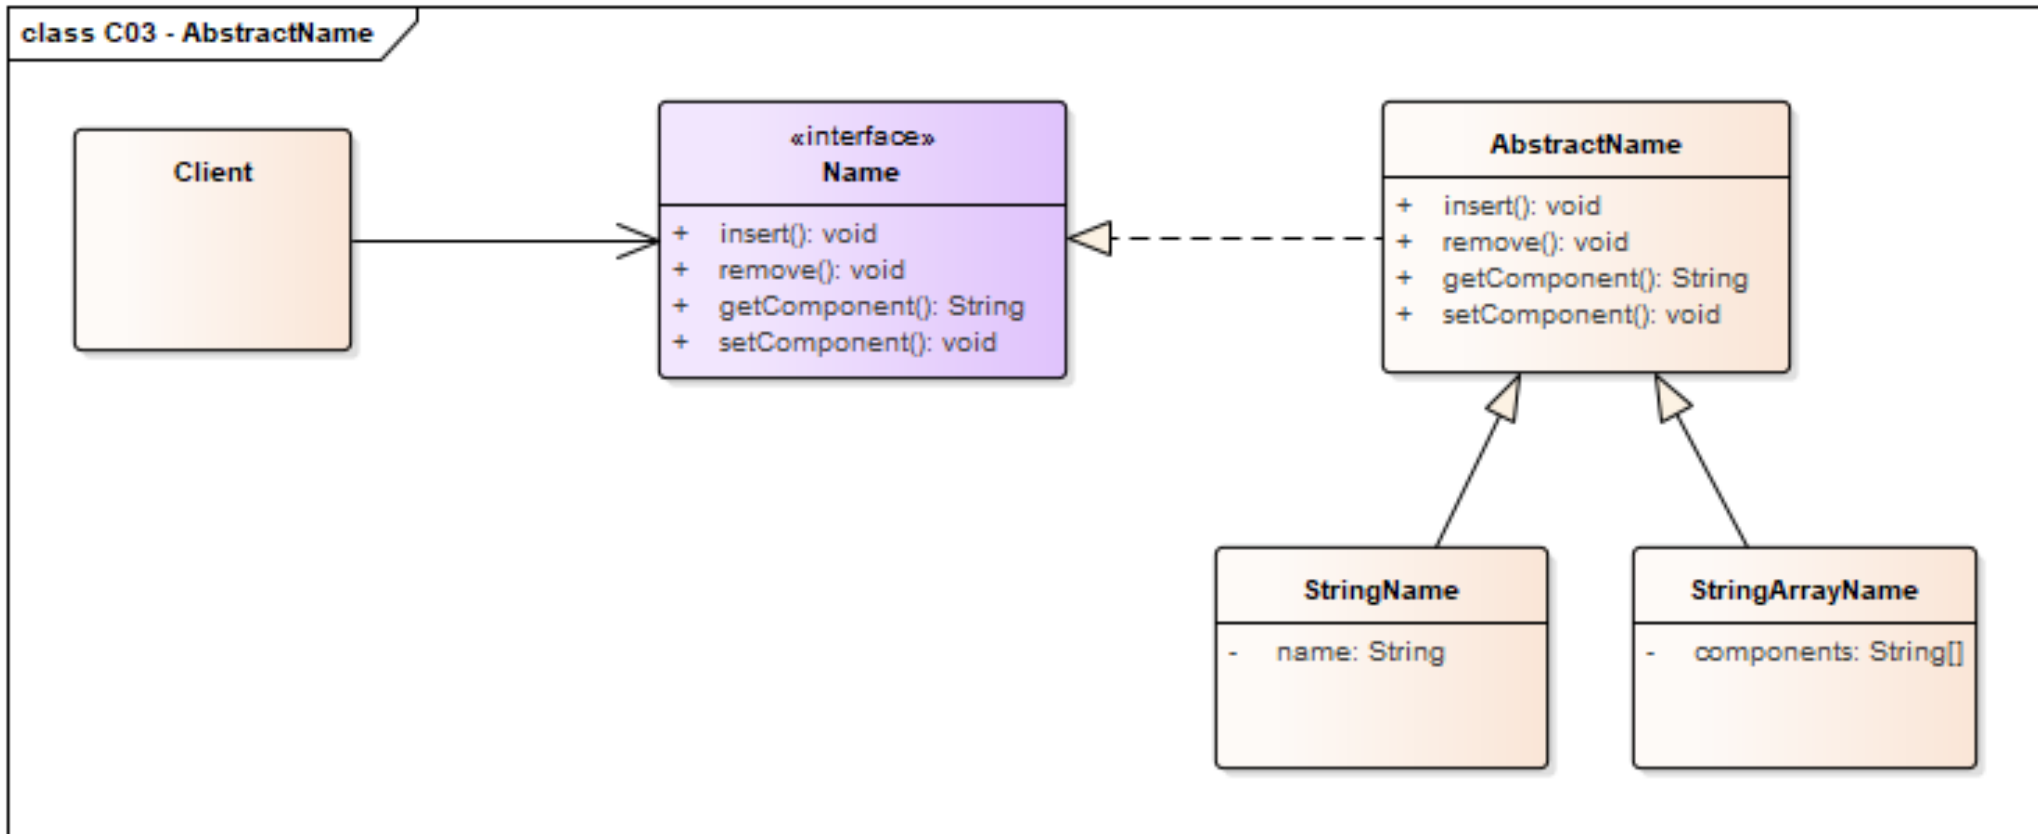 class C03 - AbstractName
Client
«interface»
Name
+ insert(): void
+ remove(): void
+ getComponent(): String
+ setComponent(): void
AbstractName
+ insert(): void
+ remove(): void
+ getComponent(): String
+ setComponent(): void
StringName
- name: String
StringArrayName
- components: String[]